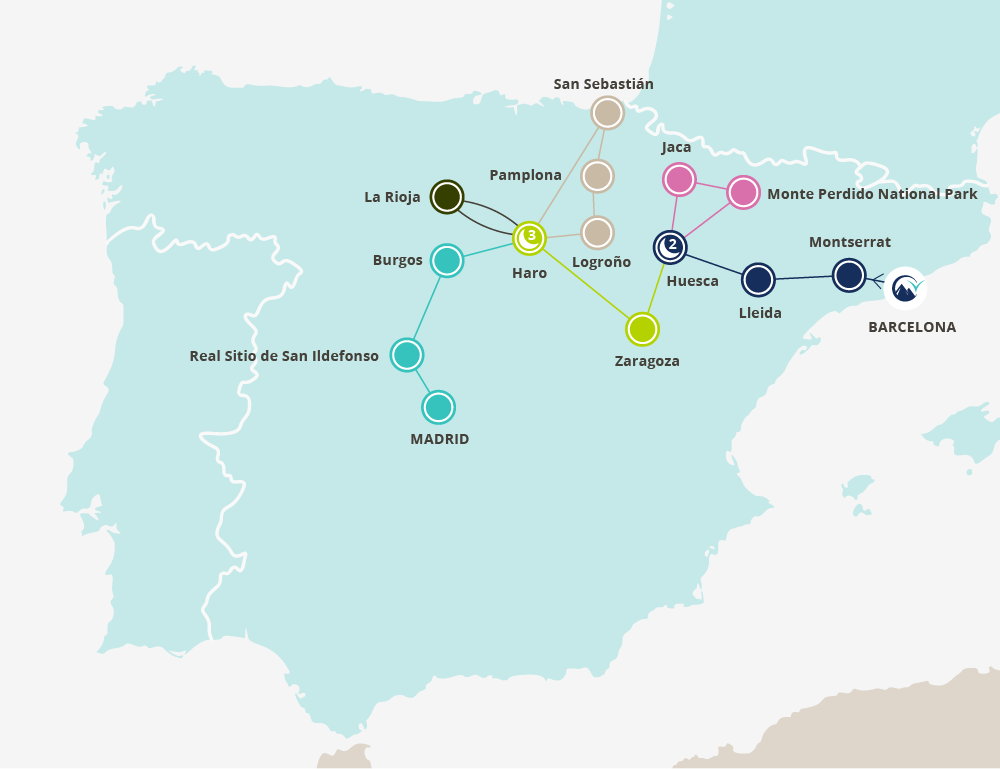 San Sebastián
Jaca
Pamplona
Monte Perdido National Park
La Rioja
3
2
Montserrat
Burgos
Logroño
Haro
Huesca
Lleida
BARCELONA
Real Sitio de San Ildefonso
Zaragoza
MADRID